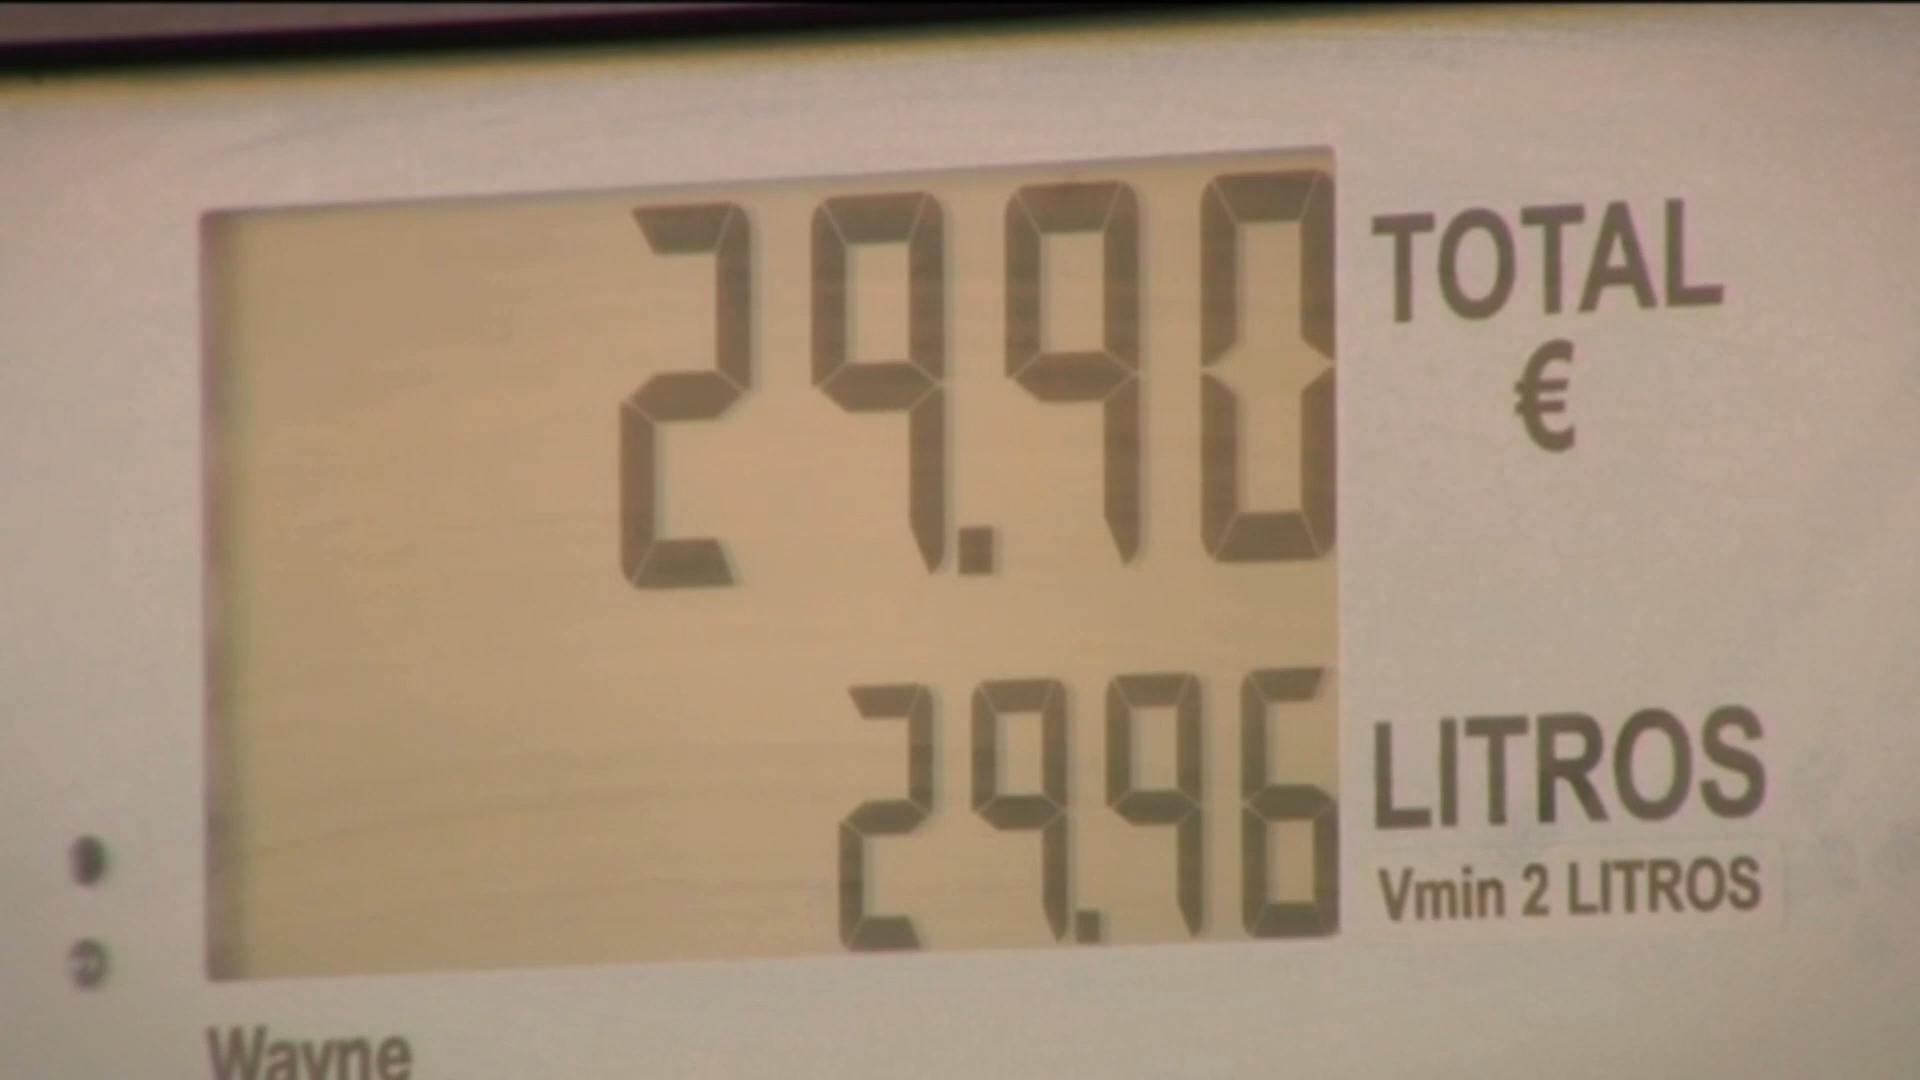 29.90 TOTAL
€
29.96 LITROS
Vmin 2 LITROS
Wayne